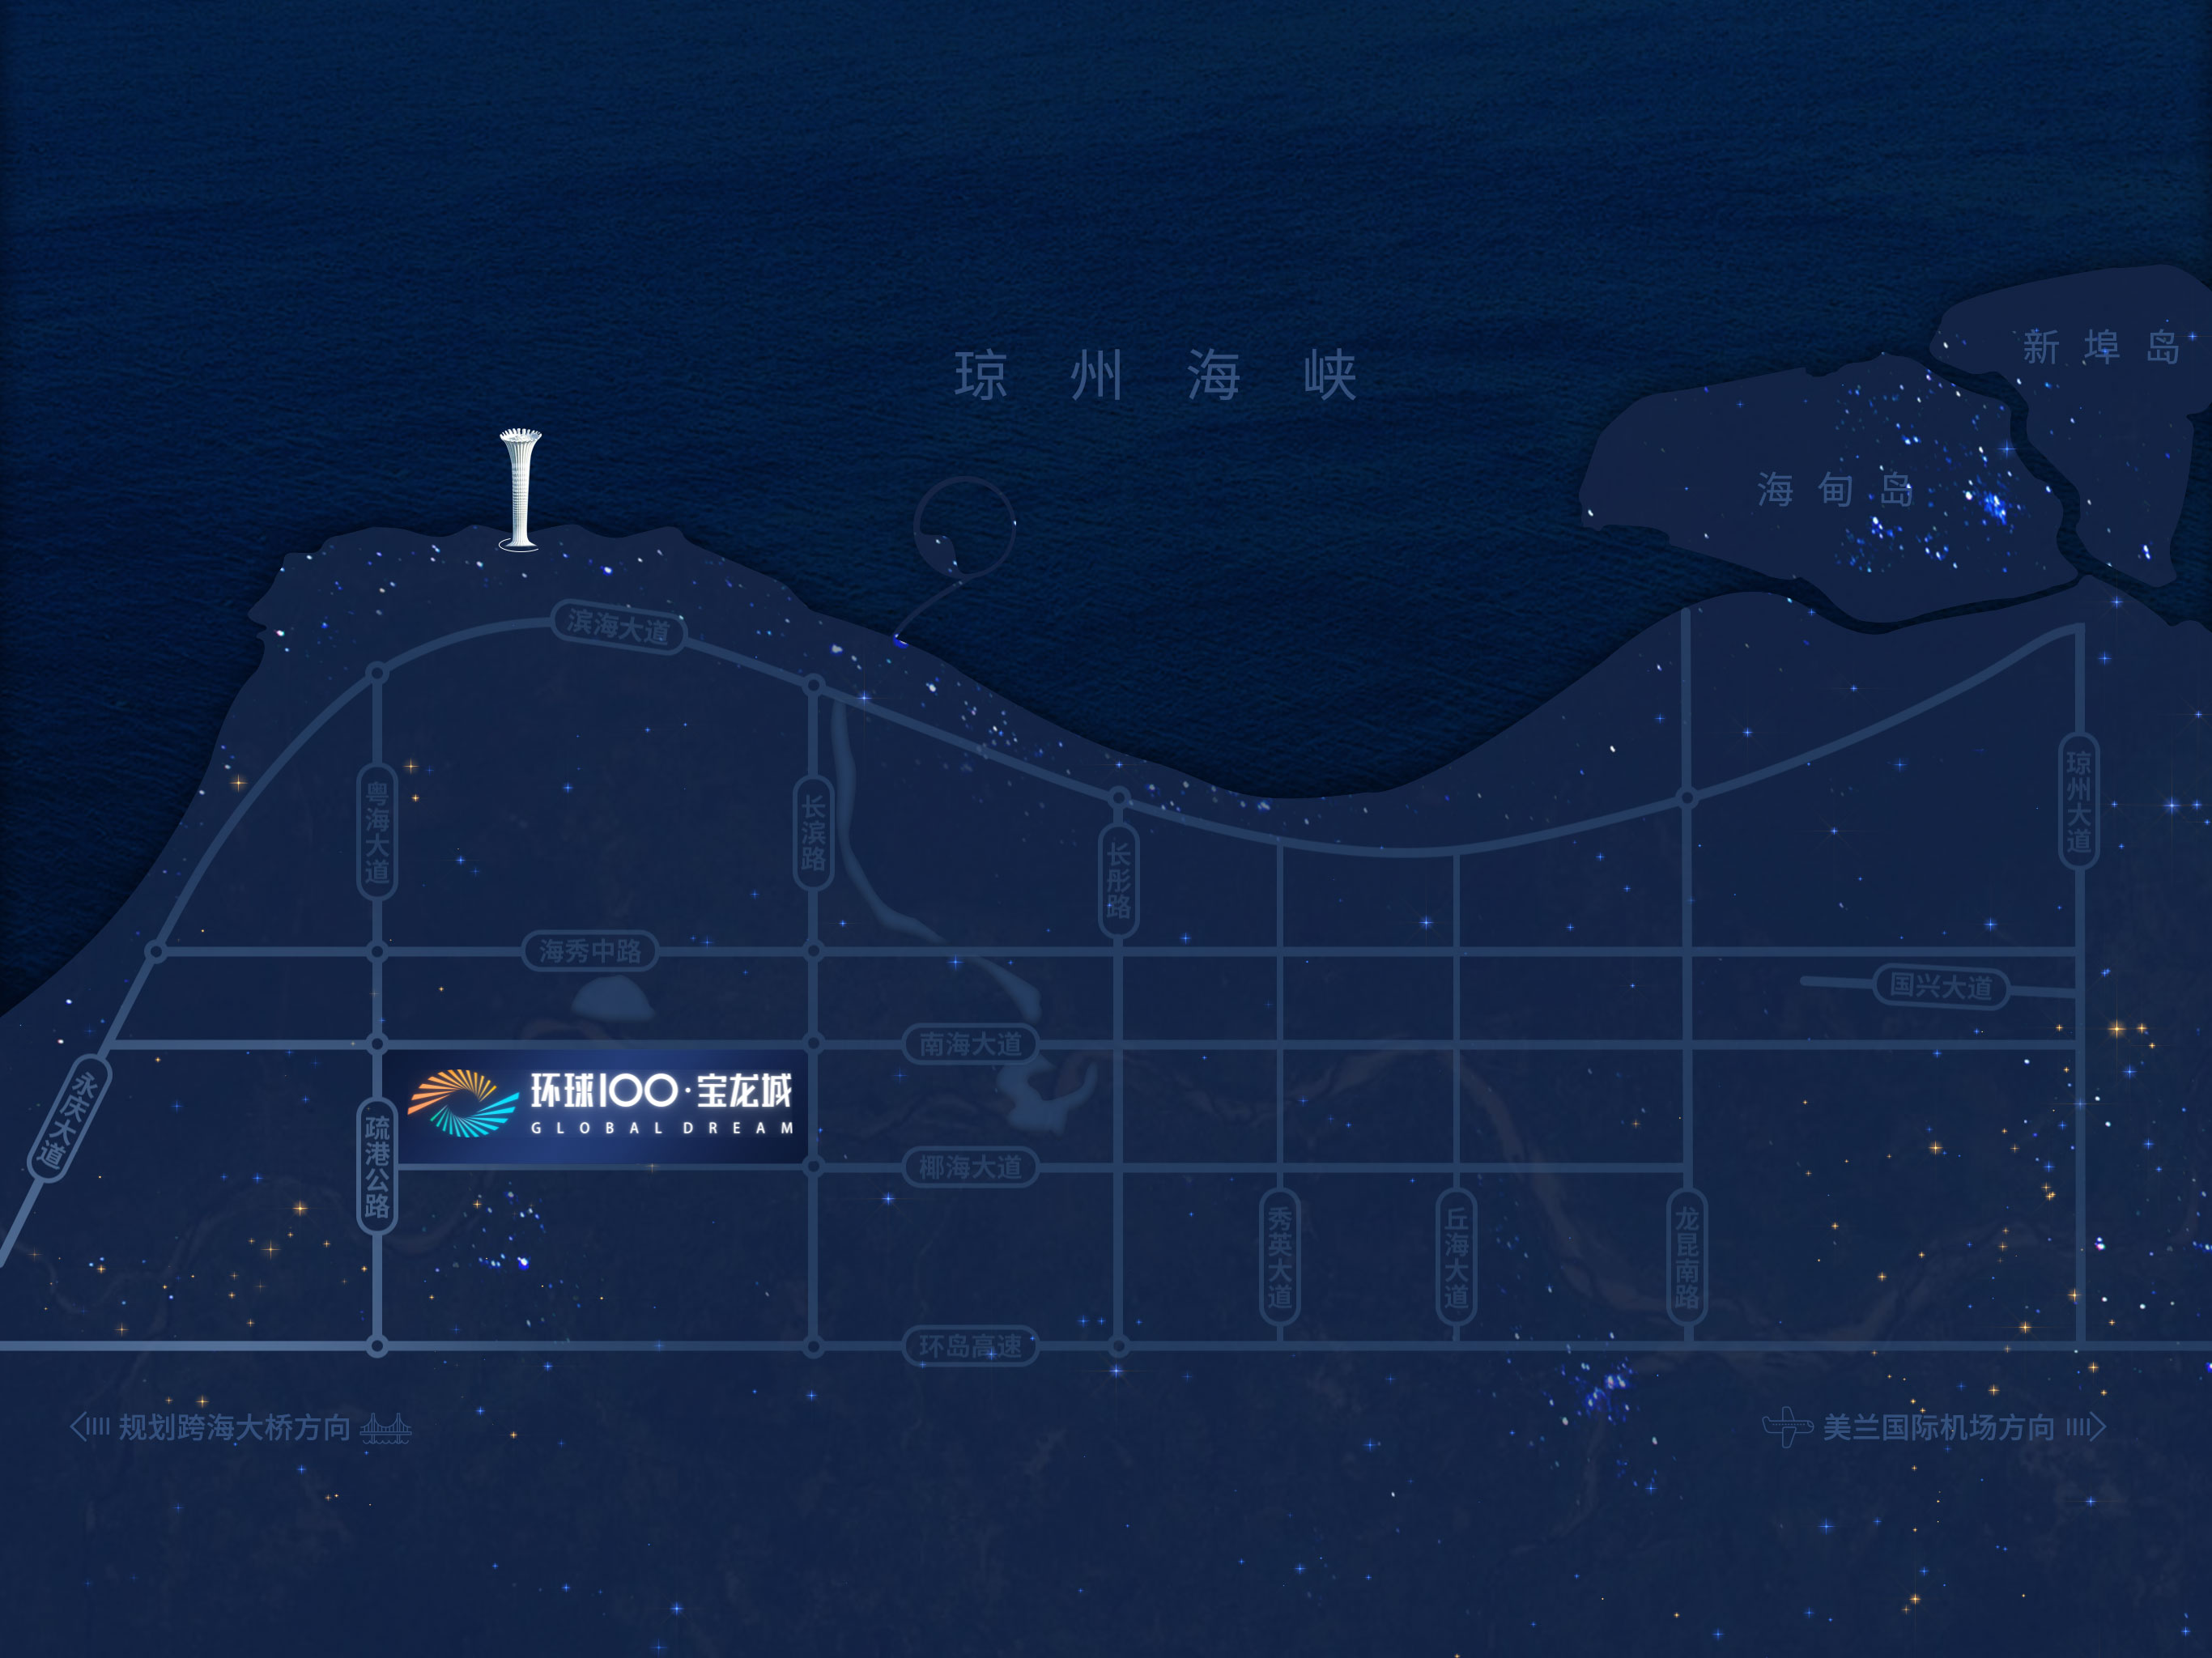 琼州海峡
新埠岛
海甸岛
滨海大道
粤海大道
长滨路
长彤路
琼州大道
海秀中路
国兴大道
南海大道
永庆大道
疏港公路
环球100·宝龙城
GLOBAL DREAM
椰海大道
秀英大道
丘海大道
龙昆南路
环岛高速
规划跨海大桥方向
美兰国际机场方向